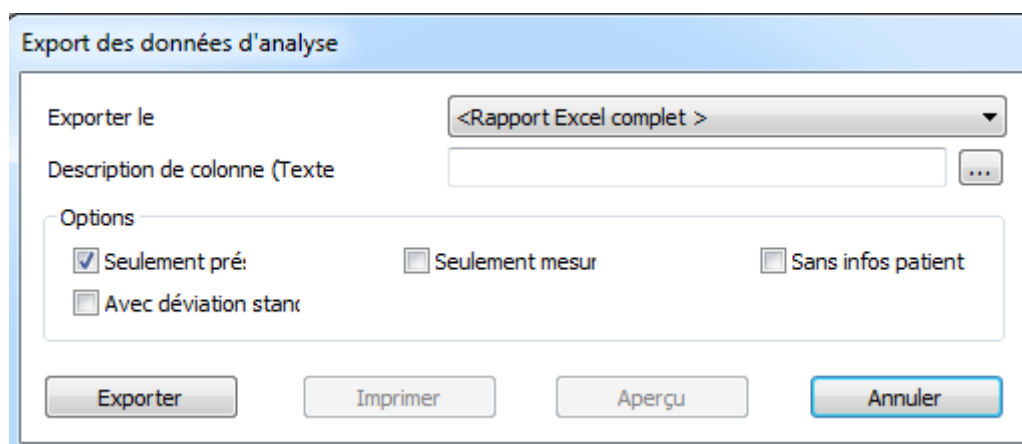 Export des données d'analyse
Exporter le <Rapport Excel complet >
Description de colonne (Texte ...
Options
Seulement pré: Seulement mesur Sans infos patient
Avec déviation stanc
Exporter Imprimer Aperçu Annuler